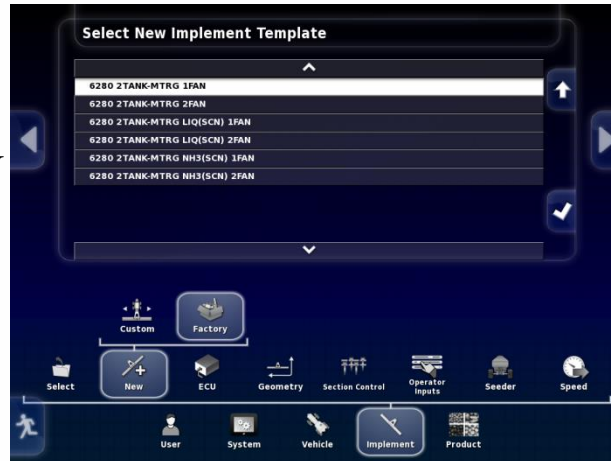 Select New Implement Template
6280 2TANK-MTRG 1FAN
6280 2TANK-MTRG 2FAN
6280 2TANK-MTRG LIQ(SCN) 1FAN
6280 2TANK-MTRG LIQ(SCN) 2FAN
6280 2TANK-MTRG NH3(SCN) 1FAN
6280 2TANK-MTRG NH3(SCN) 2FAN
Custom Factory
Select New ECU Geometry Section Control Operator Inputs Seeder Speed
User System Vehicle Implement Product